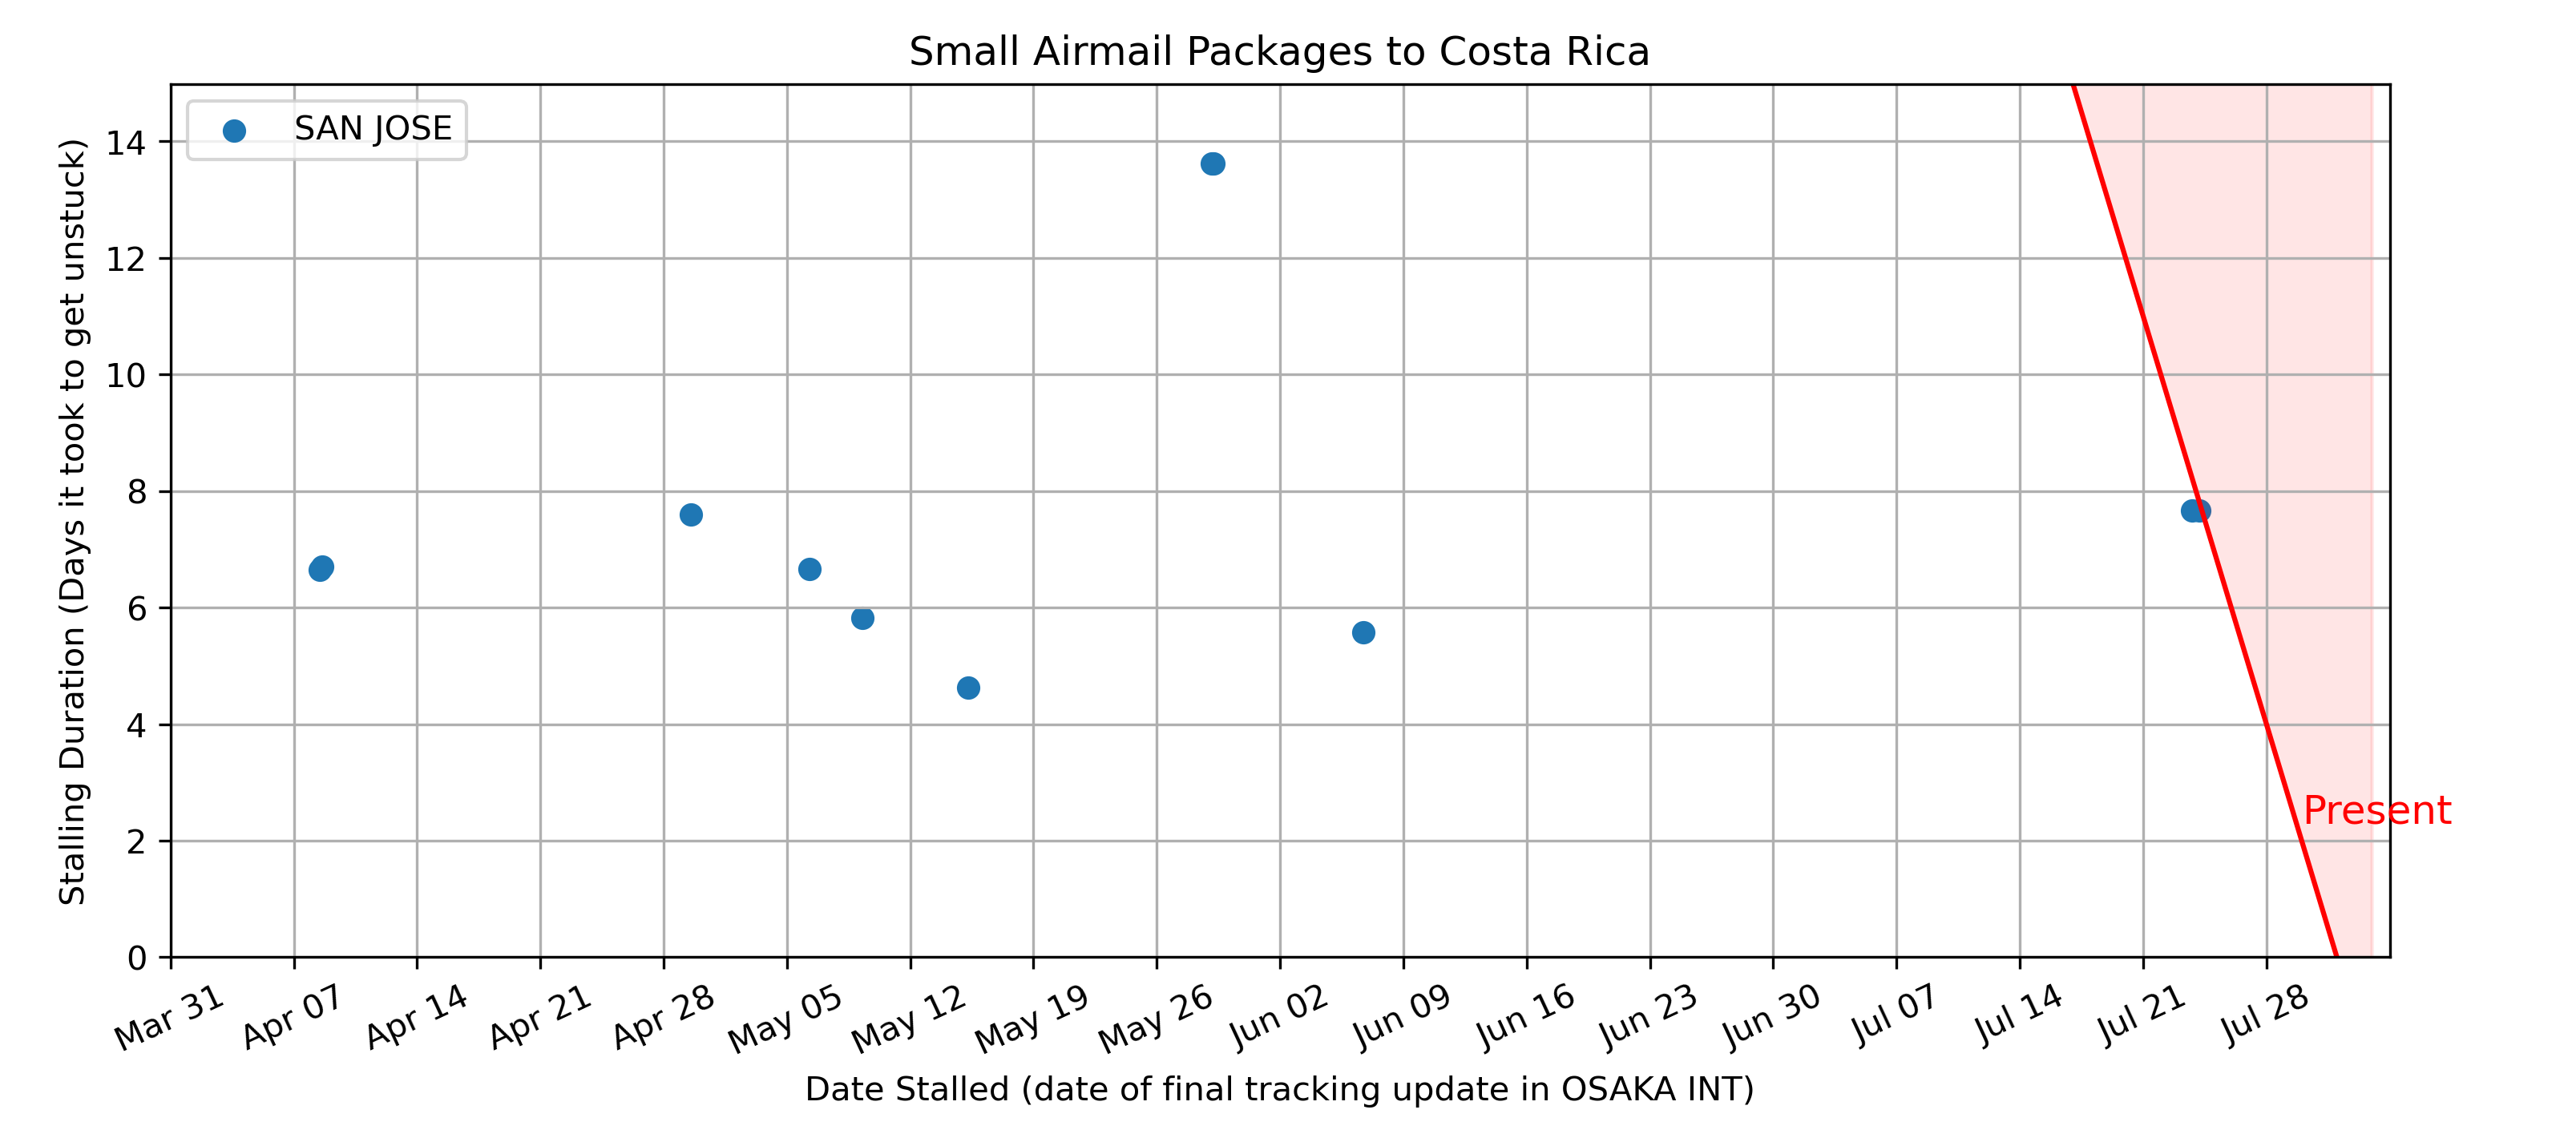 Small Airmail Packages to Costa Rica
SAN JOSE
Stalling Duration (Days it took to get unstuck)
14
12
10
8
6
4
2
0
Present
Mar 31
Apr 07
Apr 14
Apr 21
Apr 28
May 05
May 12
May 19
May 26
Jun 02
Jun 09
Jun 16
Jun 23
Jun 30
Jul 07
Jul 14
Jul 21
Jul 28
Date Stalled (date of final tracking update in OSAKA INT)